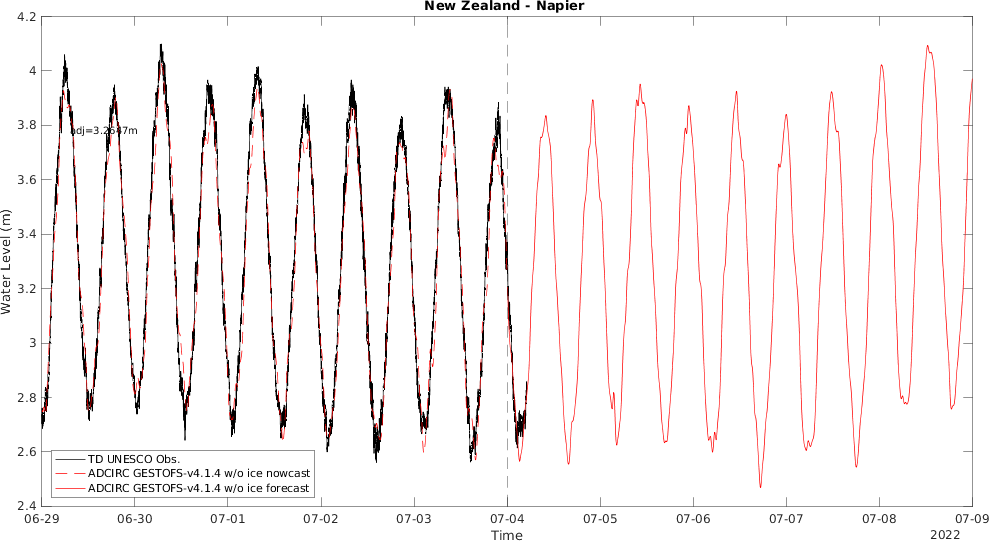 New Zealand - Napier
4.2
4
3.8
3.6
3.4
3.2
3
2.8
2.6
2.4
Water Level (m)
adj=3.2647m
TD UNESCO Obs.
ADCIRC GESTOFS-v4.1.4 w/o ice nowcast
ADCIRC GESTOFS-v4.1.4 w/o ice forecast
06-29 06-30 07-01 07-02 07-03 07-04 07-05 07-06 07-07 07-08 07-09
Time
2022